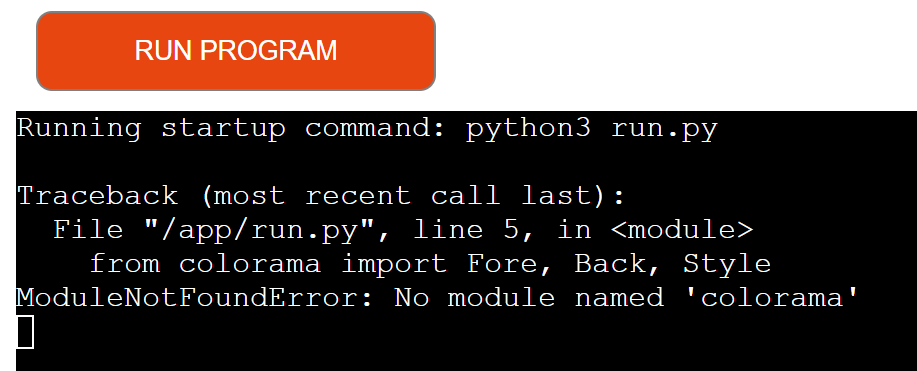 RUN PROGRAM
Running startup command: python3 run.py
Traceback (most recent call last):
  File "/app/run.py", line 5, in <module>
    from colorama import Fore, Back, Style
ModuleNotFoundError: No module named 'colorama'